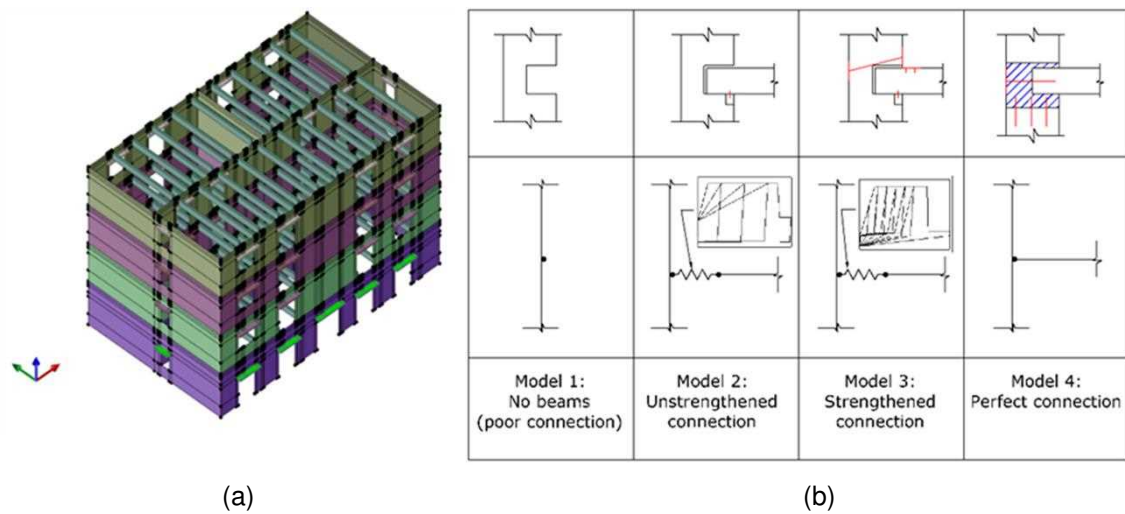 Model 1:
No beams
(poor connection)
Model 2:
Unstrengthened
connection
Model 3:
Strengthened
connection
Model 4:
Perfect connection
(a)
(b)